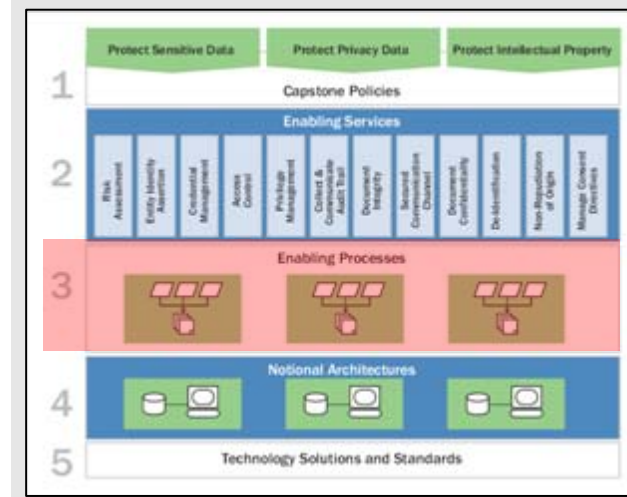 Protect Sensitive Data
Protect Privacy Data
Protect Intellectual Property
1
Capstone Policies
Enabling Services
2
Risk
Assessment
Entity Identity
Assertion
Credential
Management
Access
Control
Privilege
Management
Collect &
Communicate
Audit Trail
Document
Integrity
Secured
Communication
Channel
Document
Confidentiality
De-Identification
Non-Repudiation
of Origin
Manage Consent
Directives
Enabling Processes
3
Notional Architectures
4
5
Technology Solutions and Standards